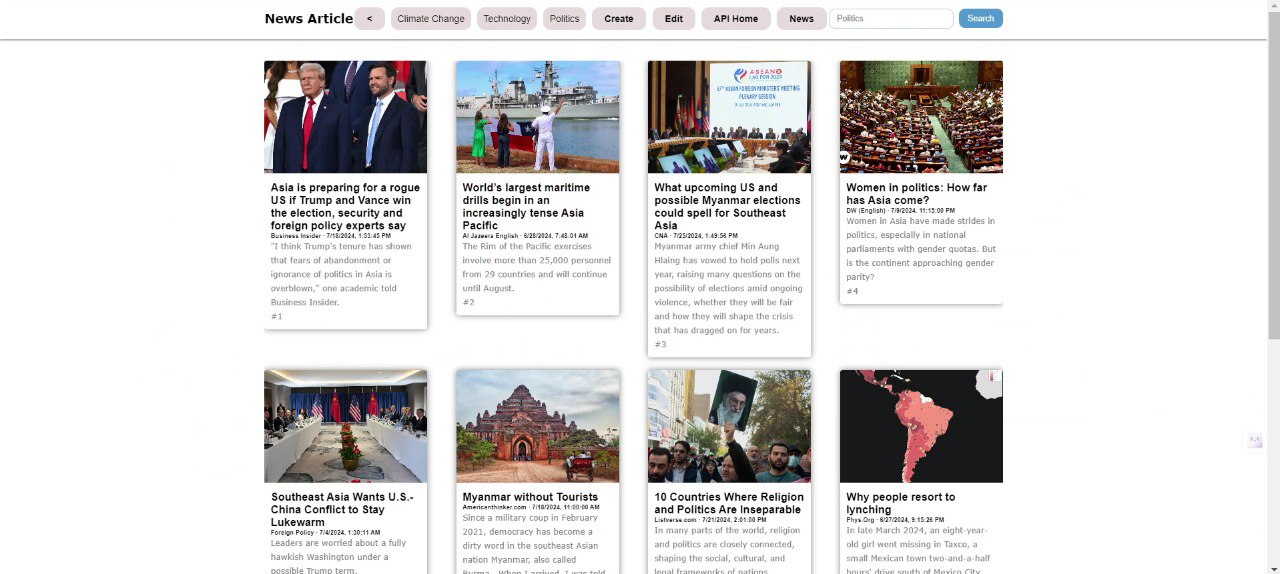 News Article
<
Climate Change
Technology
Politics
Create
Edit
API Home
News
Politics
Search
ASEAN
LAO PDR 2024
57th ASEAN FOREIGN MINISTERS' MEETING
PLENARY SESSION
Asia is preparing for a rogue
US if Trump and Vance win
the election, security and
foreign policy experts say
Business Insider · 7/18/2024, 1:53:45 PM
"I think Trump's tenure has shown
that fears of abandonment or
ignorance of politics in Asia is
overblown," one academic told
Business Insider.
#1
World's largest maritime
drills begin in an
increasingly tense Asia
Pacific
Al Jazeera English · 6/28/2024, 7:48:01 AM
The Rim of the Pacific exercises
involve more than 25,000 personnel
from 29 countries and will continue
until August.
#2
What upcoming US and
possible Myanmar elections
could spell for Southeast
Asia
CNA · 7/25/2024, 1:49:56 PM
Myanmar army chief Min Aung
Hlaing has vowed to hold polls next
year, raising many questions on the
possibility of elections amid ongoing
violence, whether they will be fair
and how they will shape the crisis
that has dragged on for years.
#3
Women in politics: How far
has Asia come?
DW (English) · 7/9/2024, 11:15:00 PM
Women in Asia have made strides in
politics, especially in national
parliaments with gender quotas. But
is the continent approaching gender
parity?
#4
Southeast Asia Wants U.S.-
China Conflict to Stay
Lukewarm
Foreign Policy · 7/4/2024, 1:30:11 AM
Leaders are worried about a fully
hawkish Washington under a
possible Trump term.
Myanmar without Tourists
Americanthinker.com · 7/18/2024, 11:00:00 AM
Since a military coup in February
2021, democracy has become a
dirty word in the southeast Asian
nation Myanmar, also called
Burma. When I arrived, I was told
10 Countries Where Religion
and Politics Are Inseparable
Listverse.com · 7/21/2024, 2:01:00 PM
In many parts of the world, religion
and politics are closely connected,
shaping the social, cultural, and
legal frameworks of nations.
Why people resort to
lynching
Phys.Org · 6/27/2024, 9:15:26 PM
In late March 2024, an eight-year-
old girl went missing in Taxco, a
small Mexican town two-and-a-half
hours' drive south of Mexico City.